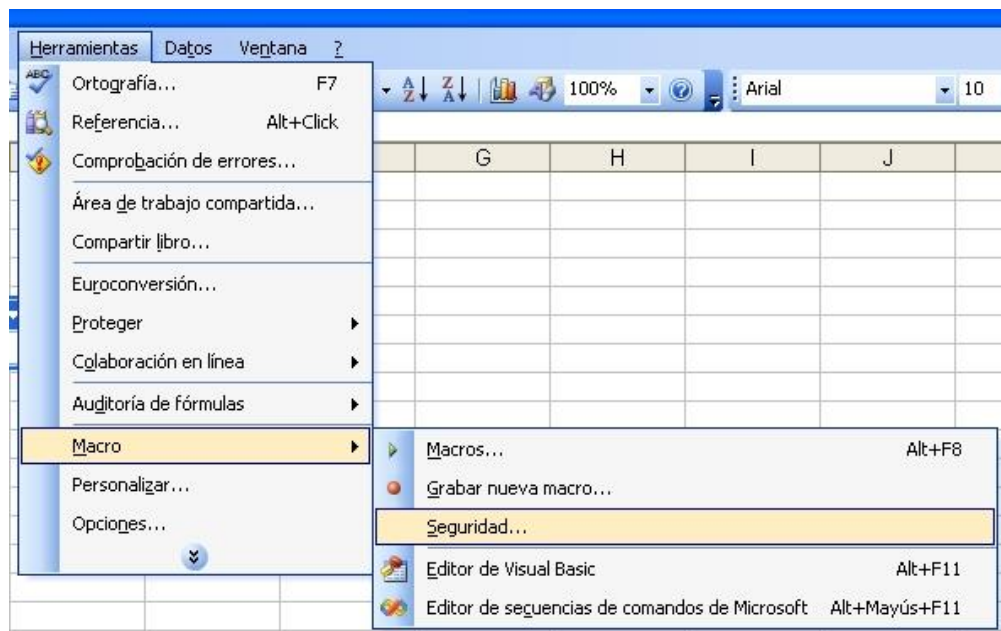 Herramientas Datos Ventana ?
Ortografía... F7
100% Arial 10
Referencia... Alt+Click
Comprobación de errores...
G H I J
Área de trabajo compartida...
Compartir libro...
Euroconversión...
Proteger
Colaboración en línea
Auditoría de fórmulas
Macro
Personalizar...
Opciones...
Macros... Alt+F8
Grabar nueva macro...
Seguridad...
Editor de Visual Basic Alt+F11
Editor de secuencias de comandos de Microsoft Alt+Mayús+F11